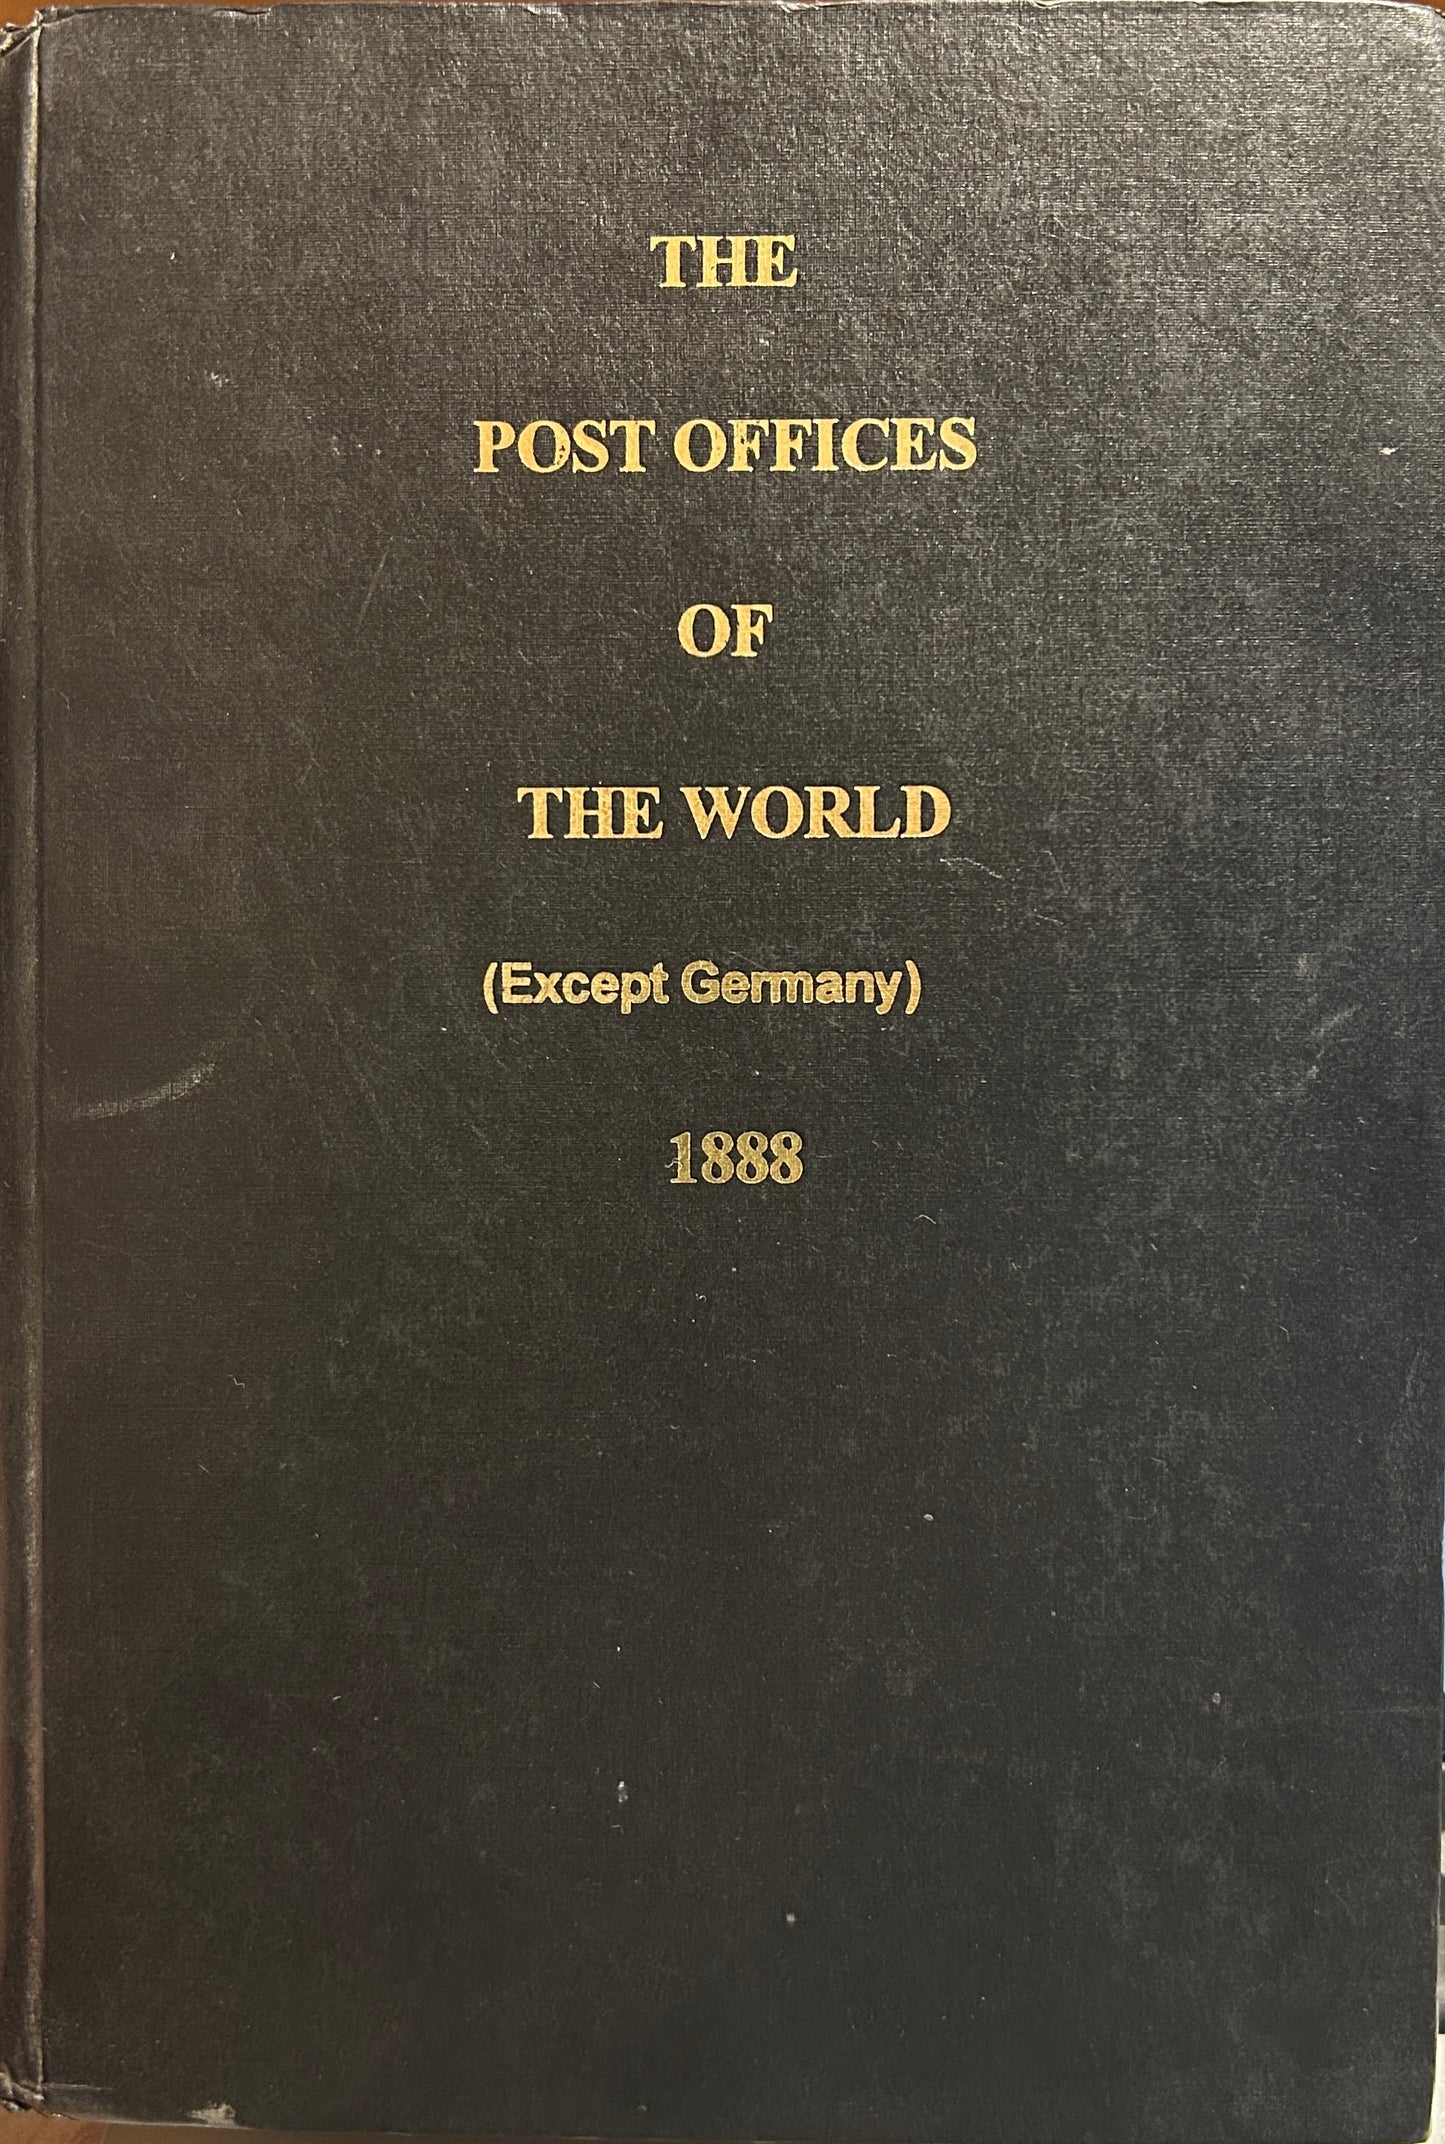 THE
POST OFFICES
OF
THE WORLD
(Except Germany)
1888